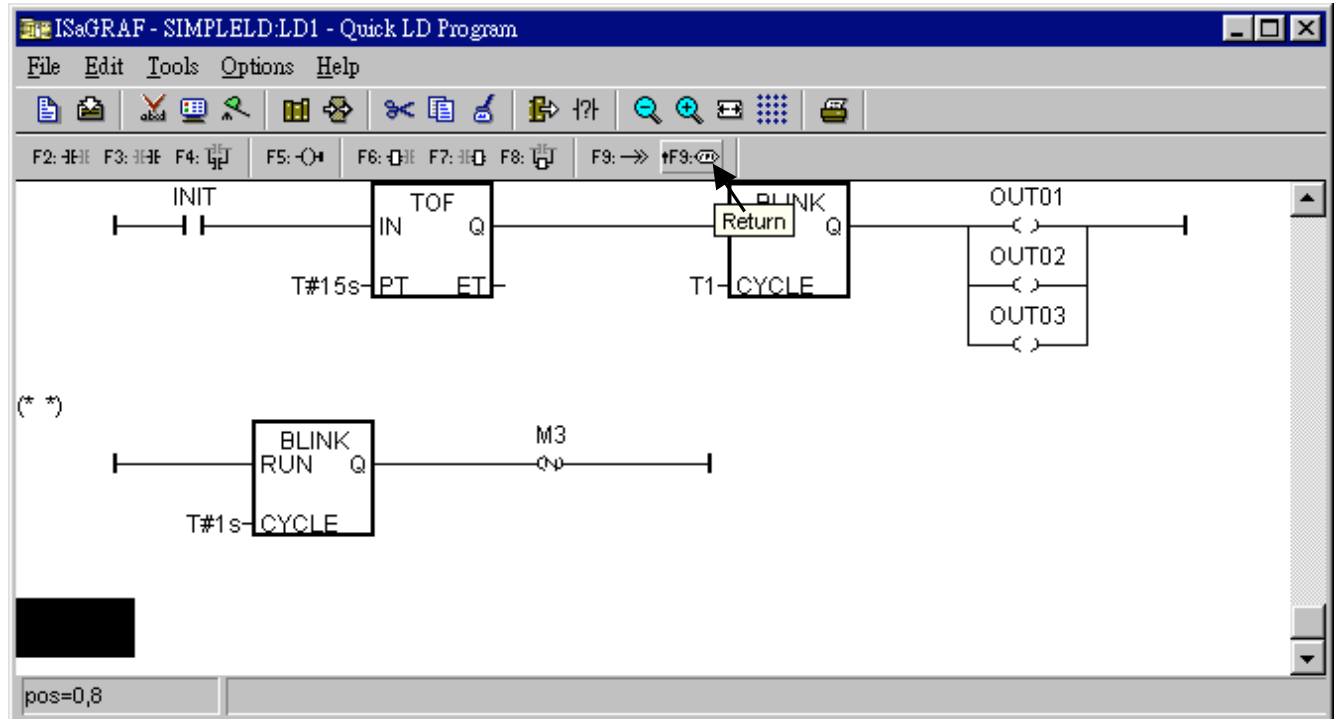 ISaGRAF - SIMPLELD:LD1 - Quick LD Program
File Edit Tools Options Help
F2: F3: F4: F5: F6: F7: F8: F9: F9:
INIT TOF BLINK OUT01
IN Q Return Q
OUT02
T#15s PT ET T1 CYCLE
OUT03
(* *)
BLINK M3
RUN Q
T#1s CYCLE
pos=0,8